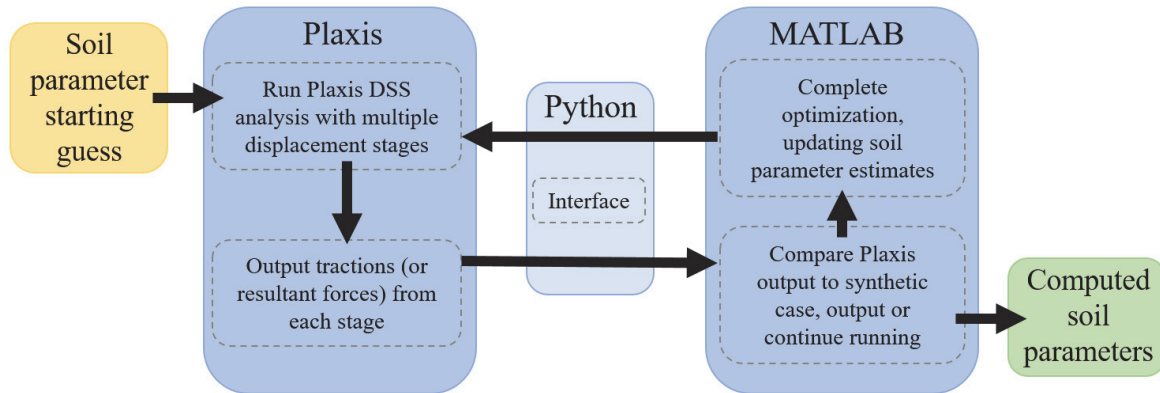 Soil
parameter
starting
guess
Plaxis
Run Plaxis DSS
analysis with multiple
displacement stages
Output tractions (or
resultant forces) from
each stage
Python
Interface
MATLAB
Complete
optimization,
updating soil
parameter estimates
Compare Plaxis
output to synthetic
case, output or
continue running
Computed
soil
parameters